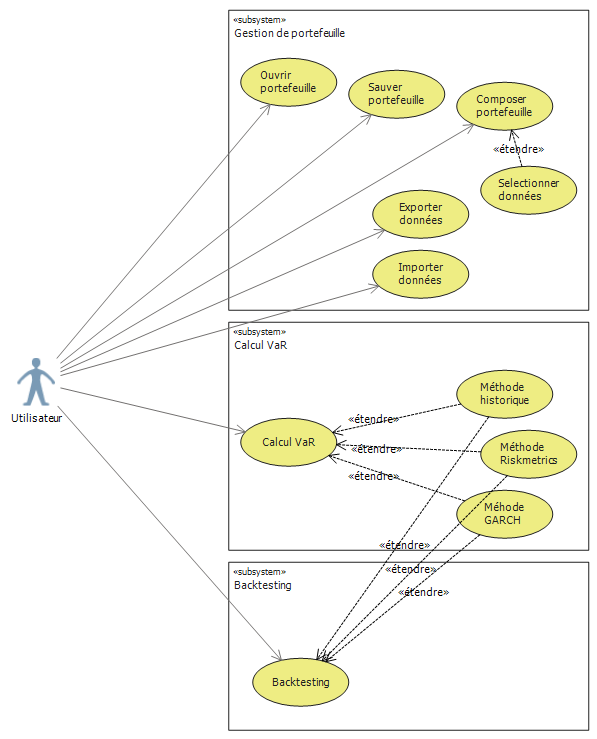 «subsystem»
Gestion de portefeuille
Ouvrir
portefeuille
Sauver
portefeuille
Composer
portefeuille
«étendre»
Selectionner
données
Exporter
données
Importer
données
«subsystem»
Calcul VaR
Utilisateur
Méthode
historique
«étendre»
Calcul VaR
«étendre»
Méthode
Riskmetrics
«étendre»
Méhode
GARCH
«étendre»
«étendre»
«étendre»
«subsystem»
Backtesting
Backtesting